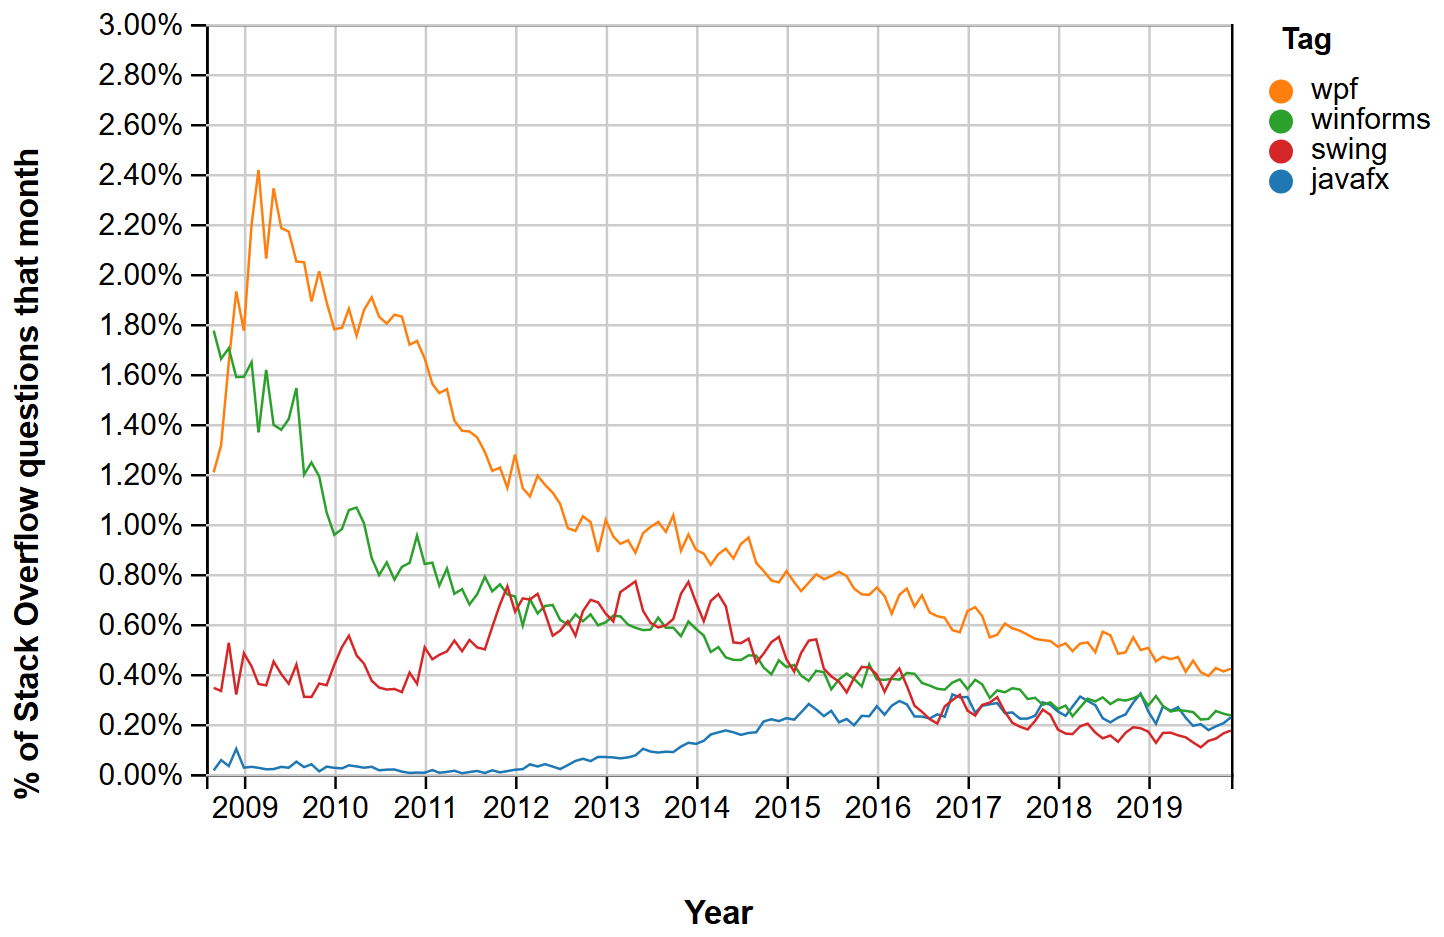 % of Stack Overflow questions that month
3.00%
2.80%
2.60%
2.40%
2.20%
2.00%
1.80%
1.60%
1.40%
1.20%
1.00%
0.80%
0.60%
0.40%
0.20%
0.00%
2009 2010 2011 2012 2013 2014 2015 2016 2017 2018 2019
Year
Tag
wpf
winforms
swing
javafx